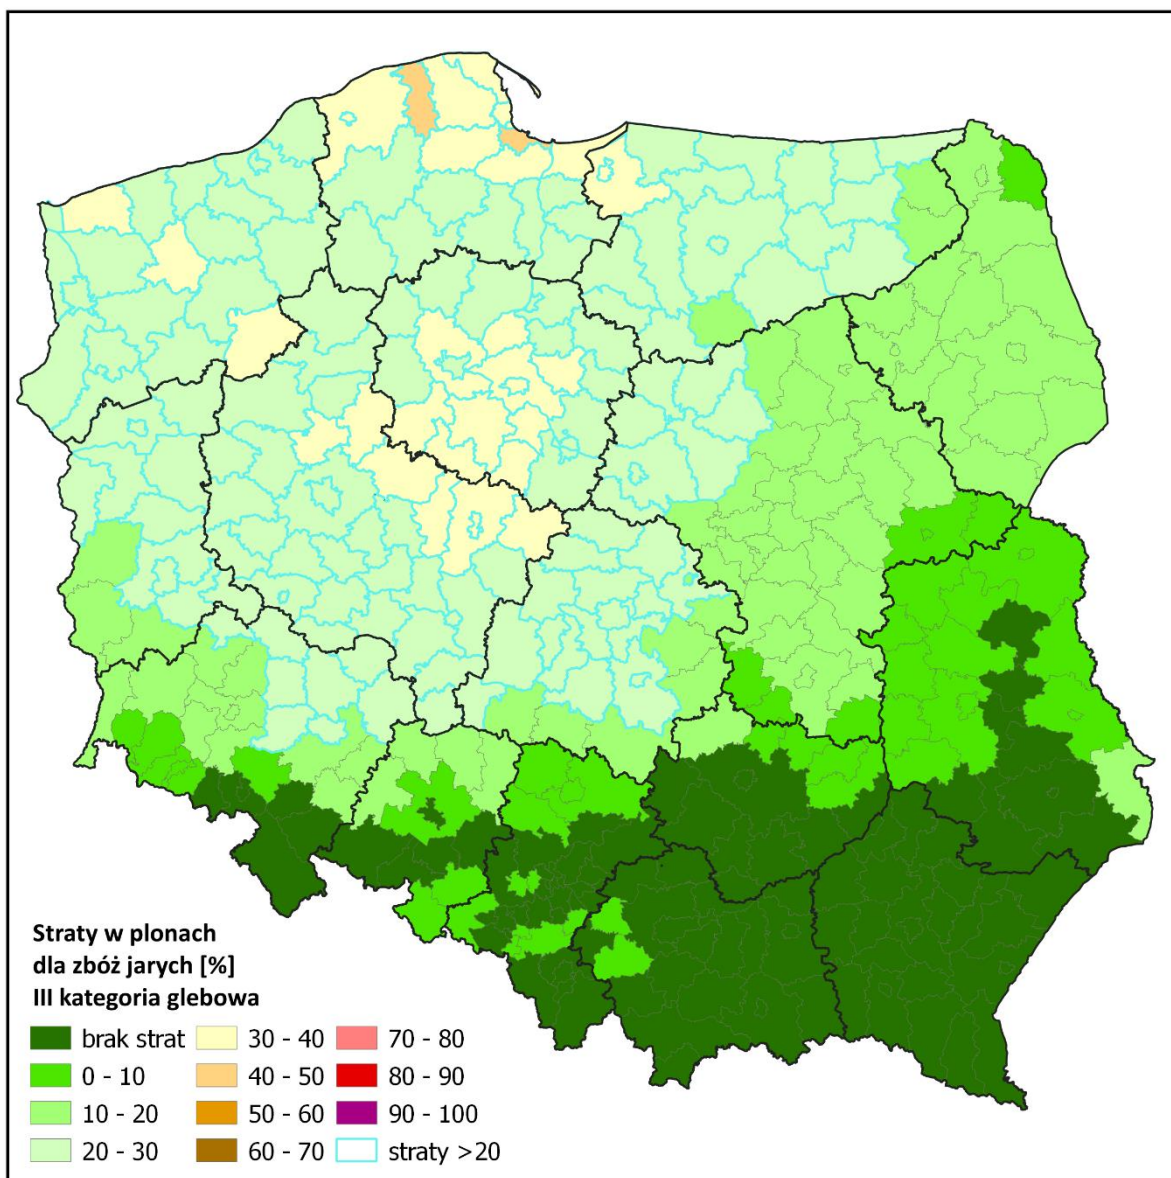 Straty w plonach
dla zbóż jarych [%]
III kategoria glebowa
brak strat
0 - 10
10 - 20
20 - 30
30 - 40
40 - 50
50 - 60
60 - 70
70 - 80
80 - 90
90 - 100
straty >20